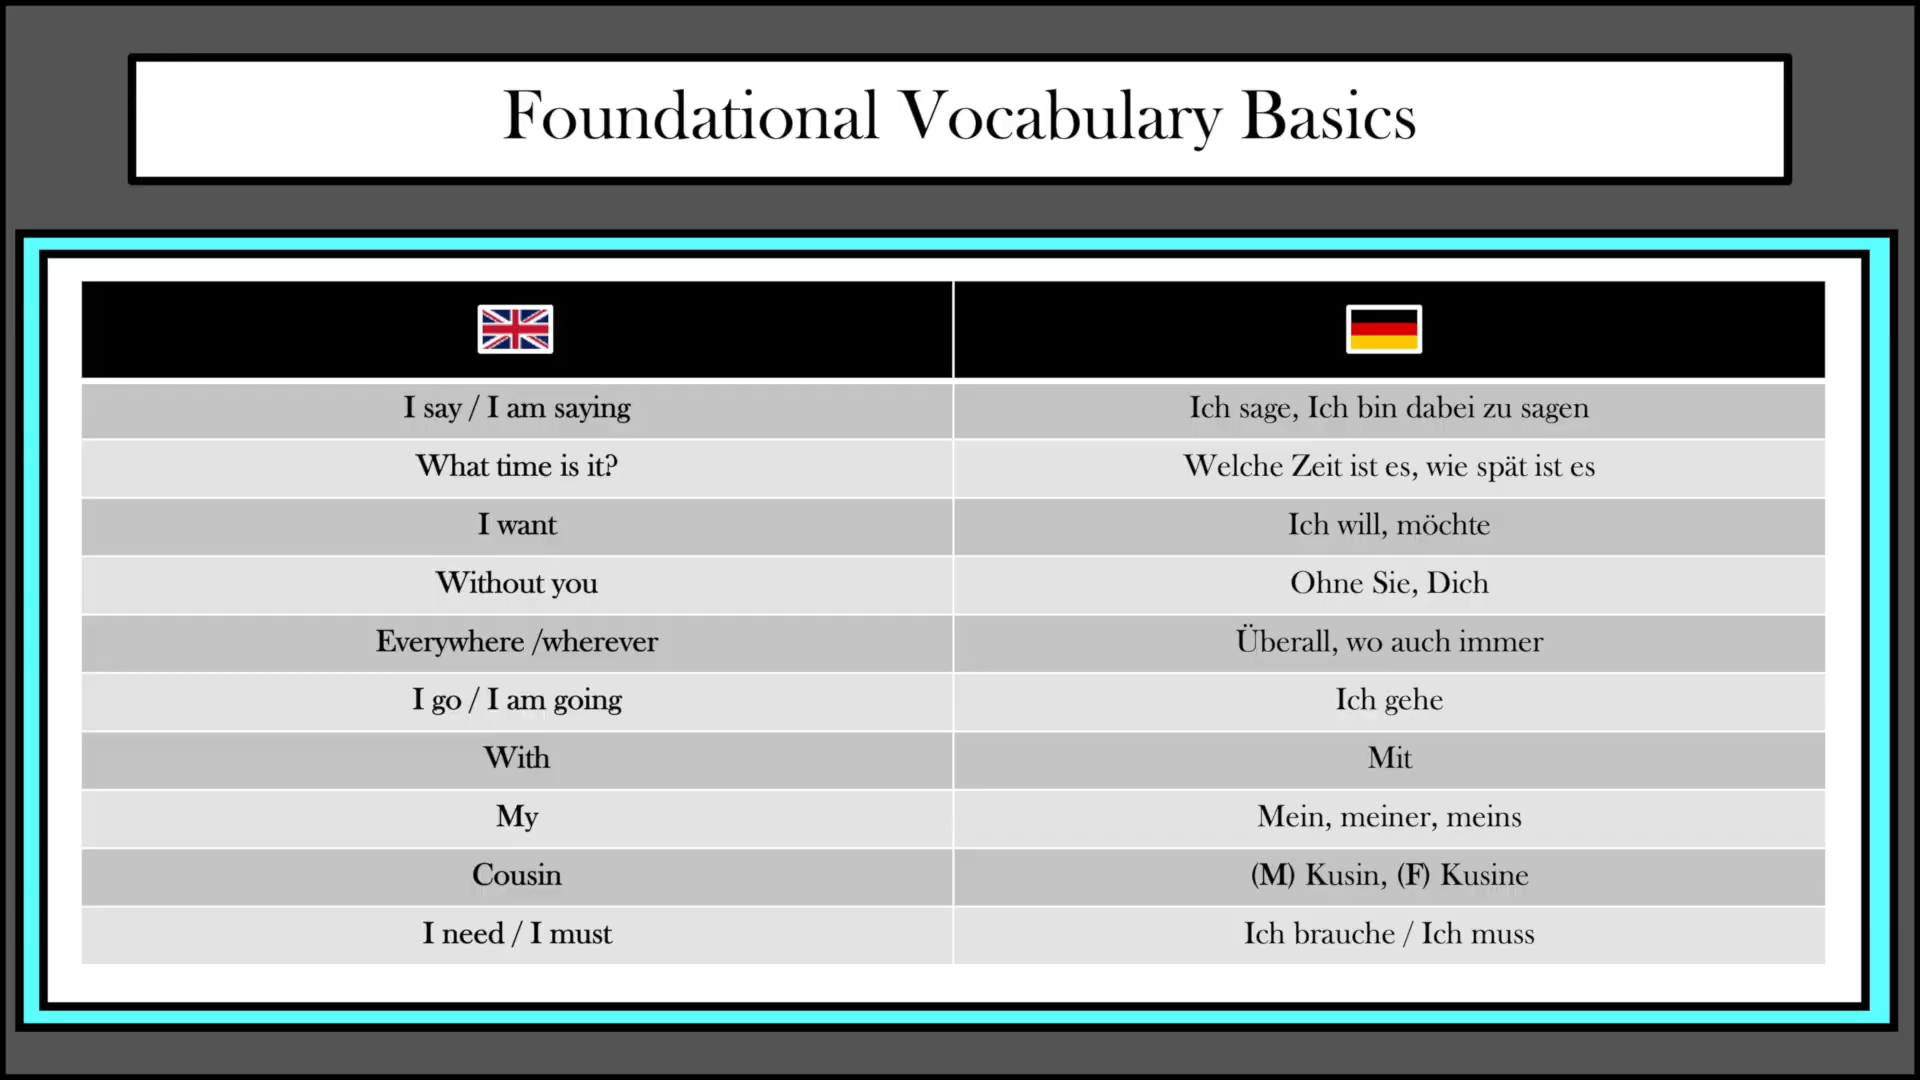 Foundational Vocabulary Basics
I say / I am saying
Ich sage, Ich bin dabei zu sagen
What time is it?
Welche Zeit ist es, wie spät ist es
I want
Ich will, möchte
Without you
Ohne Sie, Dich
Everywhere /wherever
Überall, wo auch immer
I go / I am going
Ich gehe
With
Mit
My
Mein, meiner, meins
Cousin
(M) Kusin, (F) Kusine
I need / I must
Ich brauche / Ich muss